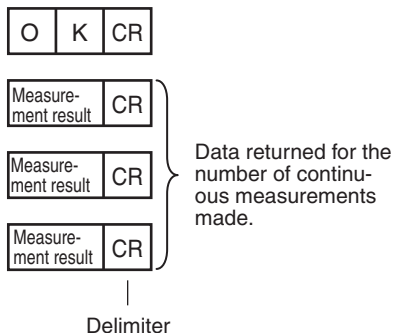 O K CR
Measure-
ment result CR
Measure-
ment result CR
Measure-
ment result CR
Data returned for the
number of continu-
ous measurements
made.
Delimiter